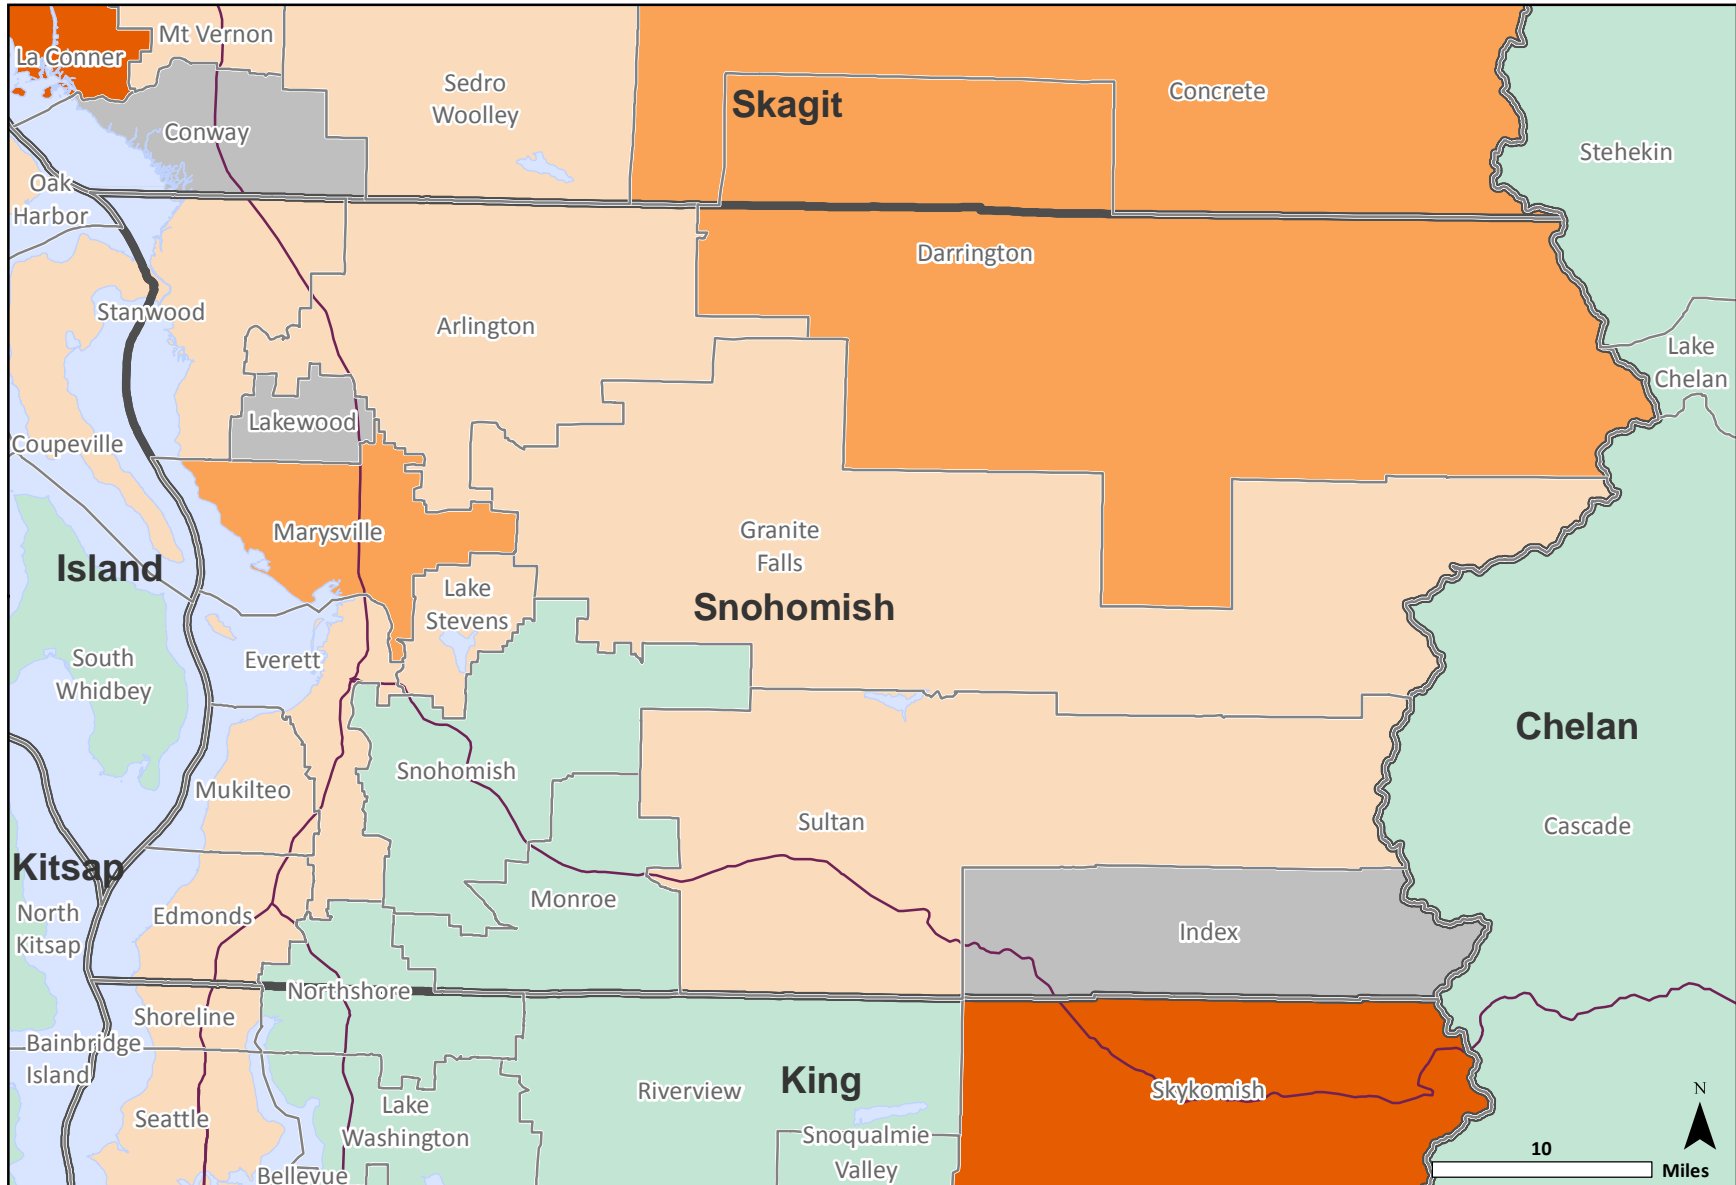 Mt Vernon
La Conner
Sedro
Woolley
Skagit
Concrete
Conway
Stehekin
Oak
Harbor
Darrington
Stanwood
Arlington
Lake
Chelan
Lakewood
Coupeville
Marysville
Granite
Falls
Island
Lake
Stevens
Snohomish
Everett
South
Whidbey
Chelan
Snohomish
Mukilteo
Sultan
Cascade
Kitsap
Monroe
North
Kitsap
Edmonds
Index
Northshore
Shoreline
Bainbridge
Island
King
Riverview
Skykomish
Seattle
Lake
Washington
Snoqualmie
Valley
Bellevue
N
10
Miles